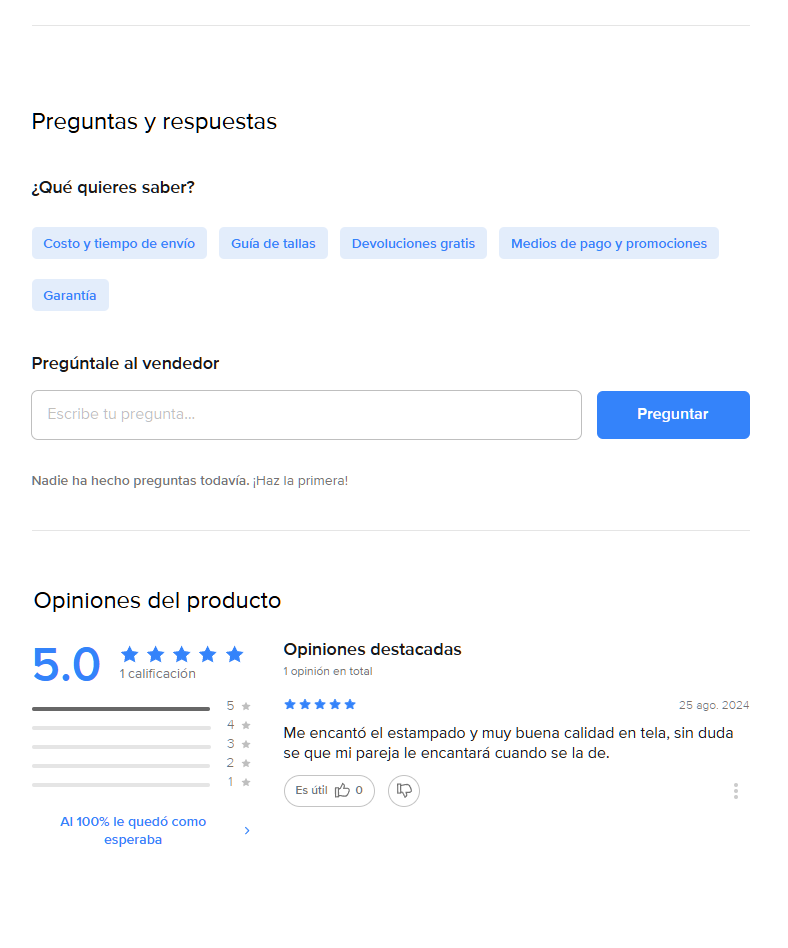 Preguntas y respuestas
¿Qué quieres saber?
Costo y tiempo de envío
Guía de tallas
Devoluciones gratis
Medios de pago y promociones
Garantía
Pregúntale al vendedor
Escribe tu pregunta...
Preguntar
Nadie ha hecho preguntas todavía. ¡Haz la primera!
Opiniones del producto
5.0
1 calificación
5
4
3
2
1
Al 100% le quedó como
esperaba
Opiniones destacadas
1 opinión en total
25 ago. 2024
Me encantó el estampado y muy buena calidad en tela, sin duda
se que mi pareja le encantará cuando se la de.
Es útil 0